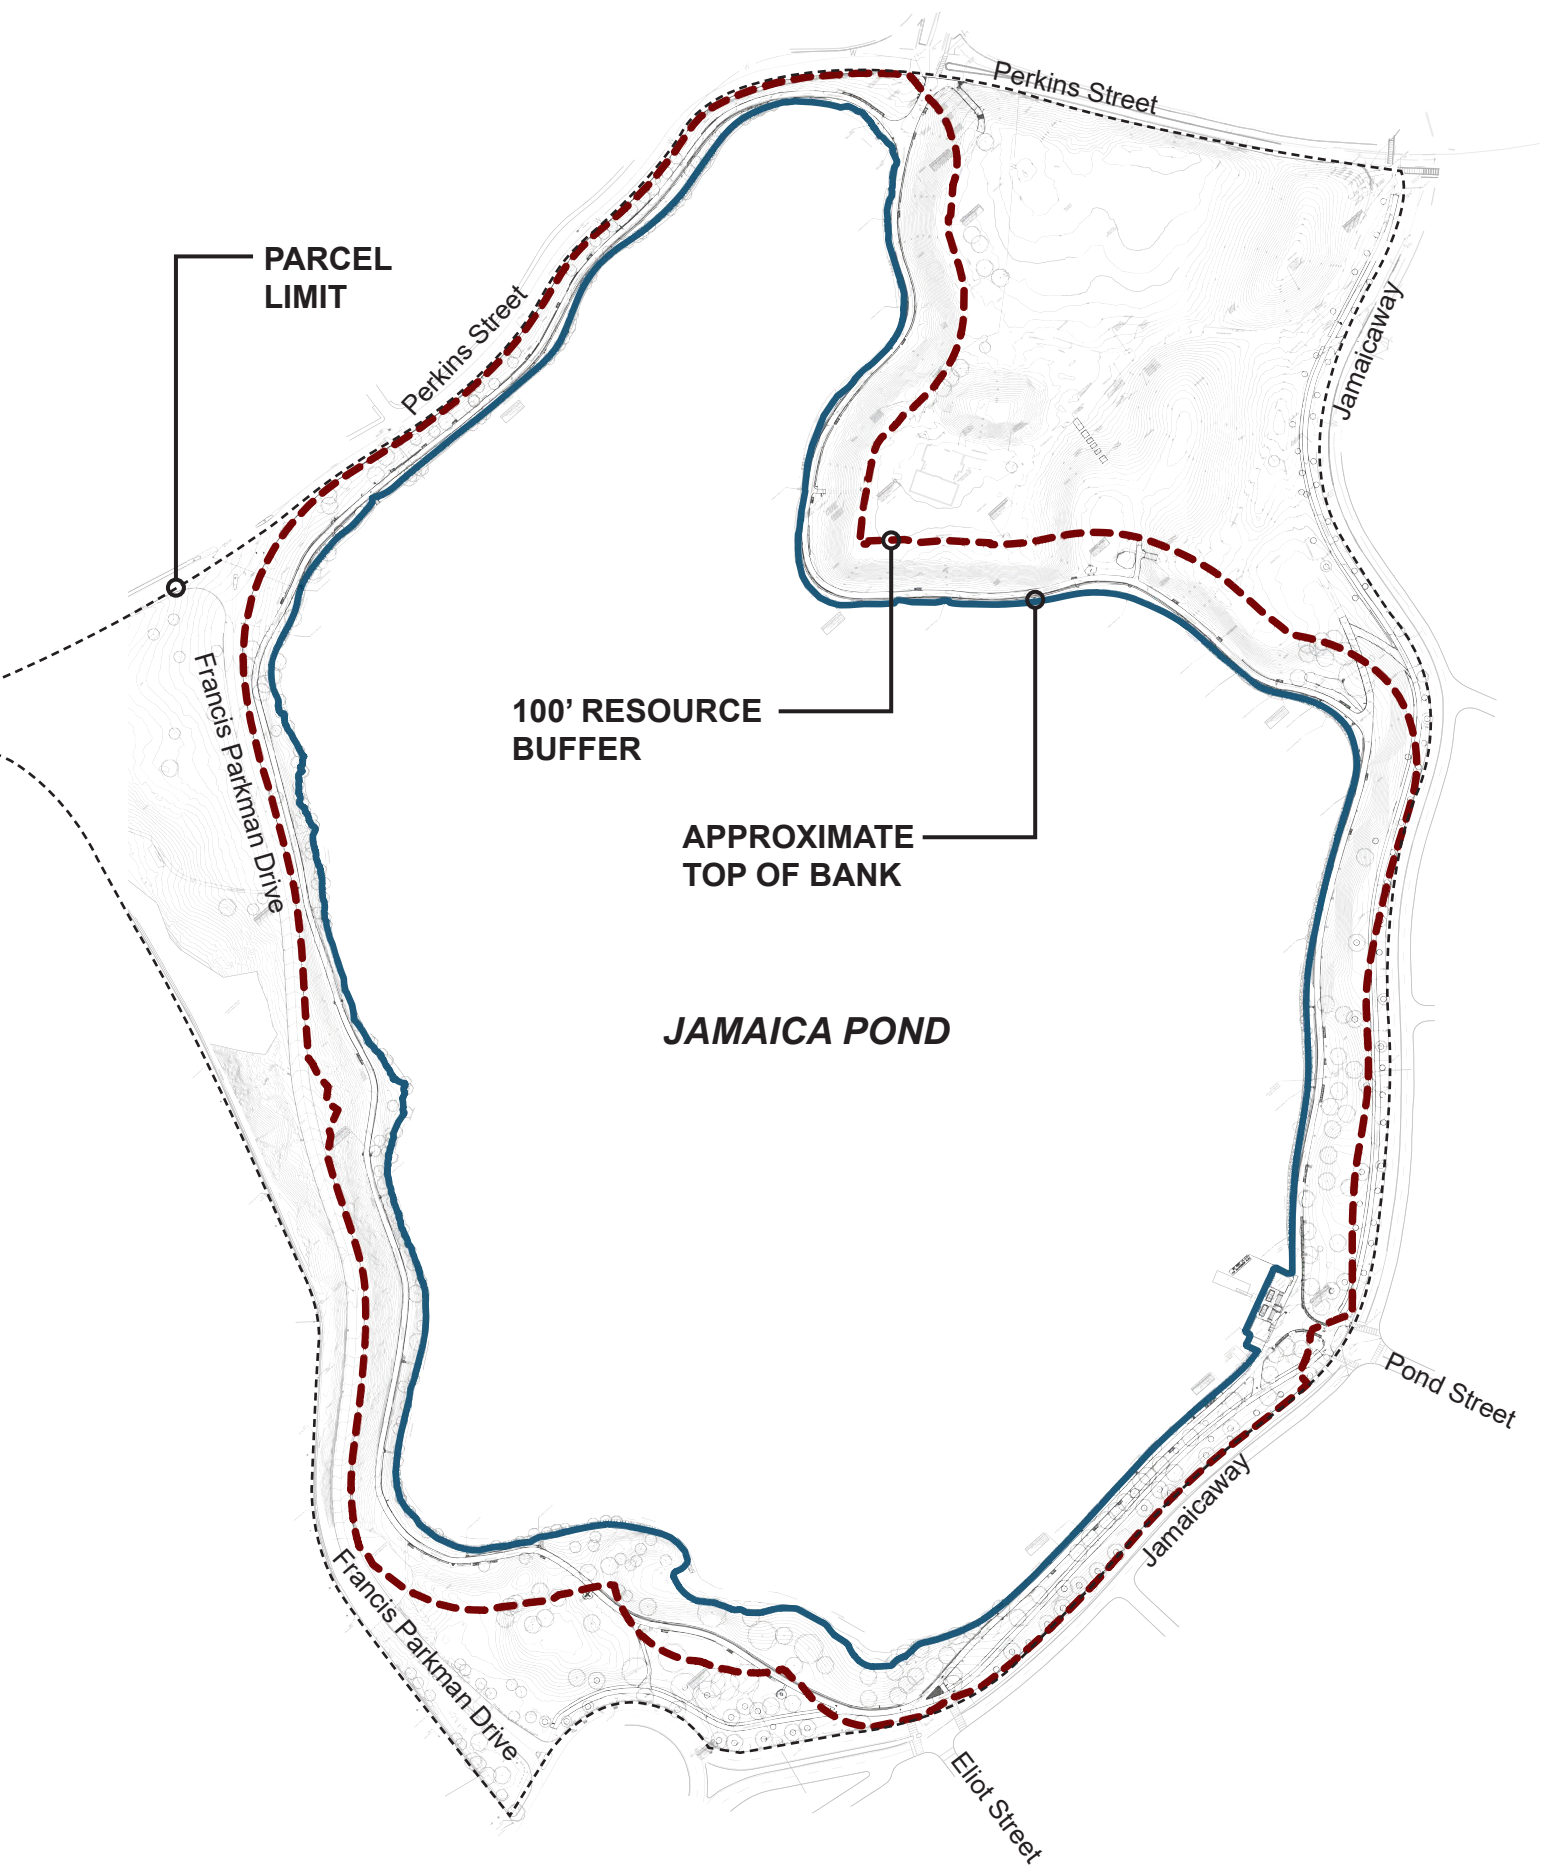 Perkins Street
PARCEL
LIMIT
Perkins Street
Jamaicaway
Francis Parkman Drive
100’ RESOURCE
BUFFER
APPROXIMATE
TOP OF BANK
JAMAICA POND
Pond Street
Jamaicaway
Francis Parkman Drive
Eliot Street